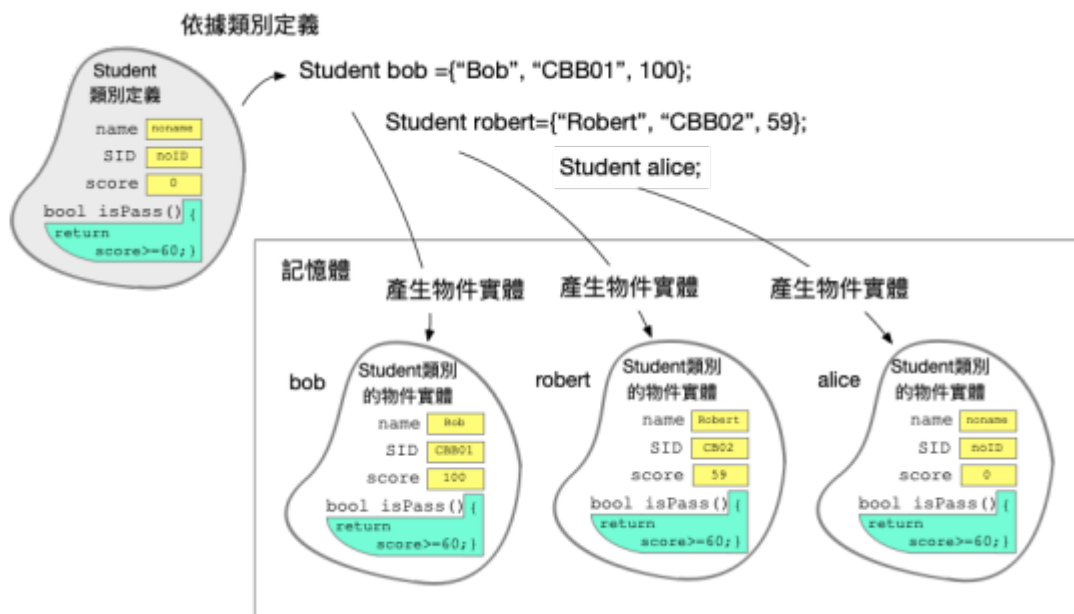 依據類別定義
Student
類別定義
name noname
SID noID
score 0
bool isPass() {
return
score>=60;}
Student bob ={“Bob”, “CBB01”, 100};
Student robert={“Robert”, “CBB02”, 59};
Student alice;
記憶體
產生物件實體
產生物件實體
產生物件實體
bob
Student類別
的物件實體
name Bob
SID CBB01
score 100
bool isPass() {
return
score>=60;}
robert
Student類別
的物件實體
name Robert
SID CB02
score 59
bool isPass() {
return
score>=60;}
alice
Student類別
的物件實體
name noname
SID noID
score 0
bool isPass() {
return
score>=60;}